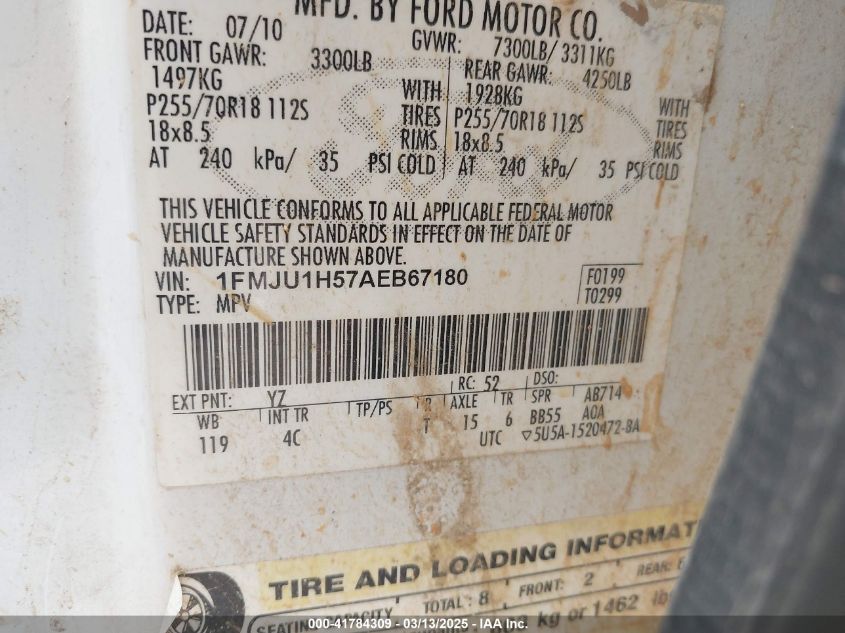 MFD. BY FORD MOTOR CO.
DATE: 07/10 GVWR: 7300LB/ 3311KG
FRONT GAWR: 3300LB REAR GAWR: 4250LB
1497KG WITH 1928KG WITH
P255/70R18 112S TIRES P255/70R18 112S TIRES
18x8.5 RIMS 18x8.5 RIMS
AT 240 kPa/ 35 PSI COLD AT 240 kPa/ 35 PSI COLD
THIS VEHICLE CONFORMS TO ALL APPLICABLE FEDERAL MOTOR
VEHICLE SAFETY STANDARDS IN EFFECT ON THE DATE OF
MANUFACTURE SHOWN ABOVE.
VIN: 1FMJU1H57AEB67180 F0199
TYPE: MPV T0299
EXT PNT: YZ RC: 52 DSO:
WB INT TR TP/PS R AXLE TR SPR AB714
119 4C T 15 6 BB55 AOA
UTC ▽5U5A-1520472-BA
TIRE AND LOADING INFORMAT
SEATING CAPACITY TOTAL: 8 FRONT: 2 REAR:
kg or 1462 lb
000-41784309 — 03/13/2025 — IAA Inc.